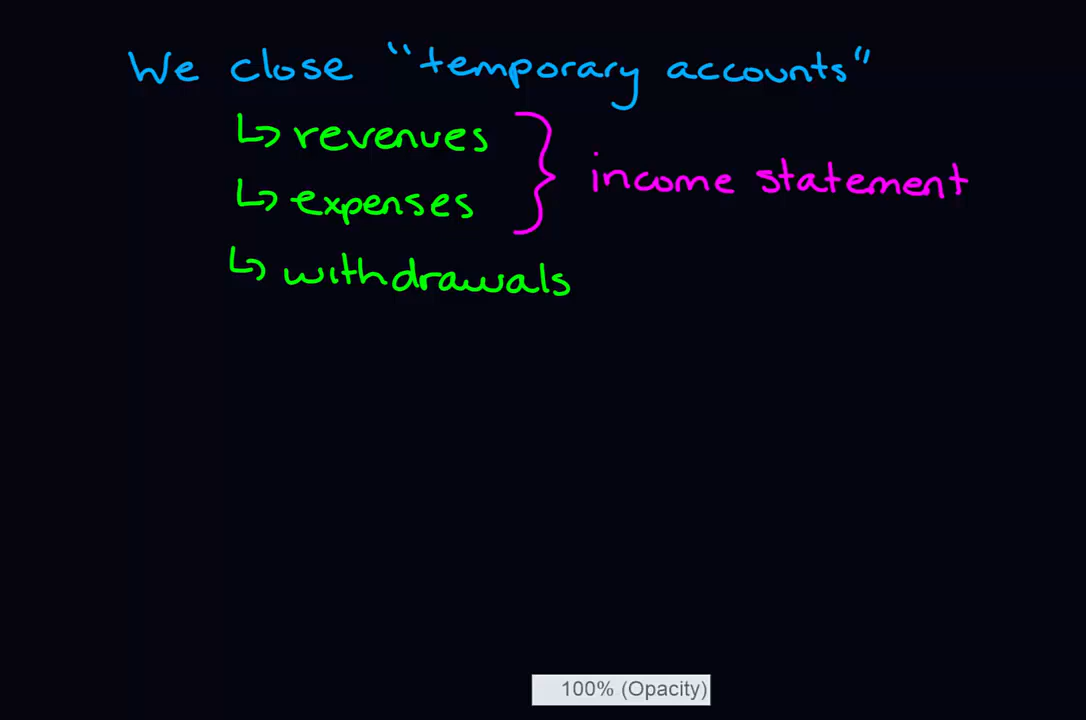 We close "temporary accounts"
↳ revenues
↳ expenses
income statement
↳ withdrawals
100% (Opacity)